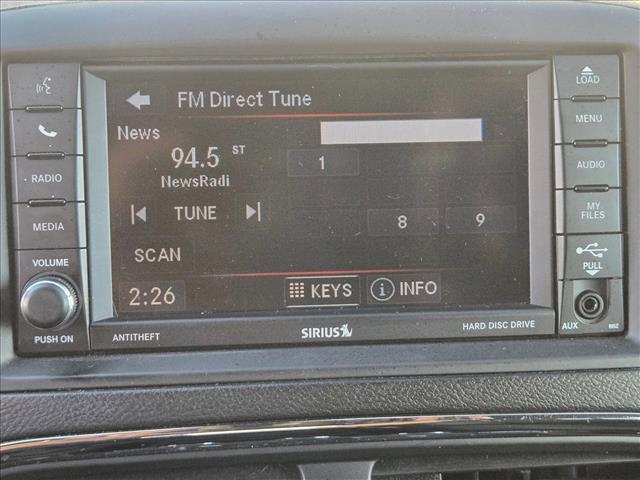 LOAD
FM Direct Tune
News
MENU
94.5 ST
1
NewsRadi
AUDIO
RADIO
TUNE
8
9
MY
FILES
MEDIA
SCAN
PULL
VOLUME
2:26
KEYS
INFO
PUSH ON
ANTITHEFT
SIRIUS
HARD DISC DRIVE
AUX